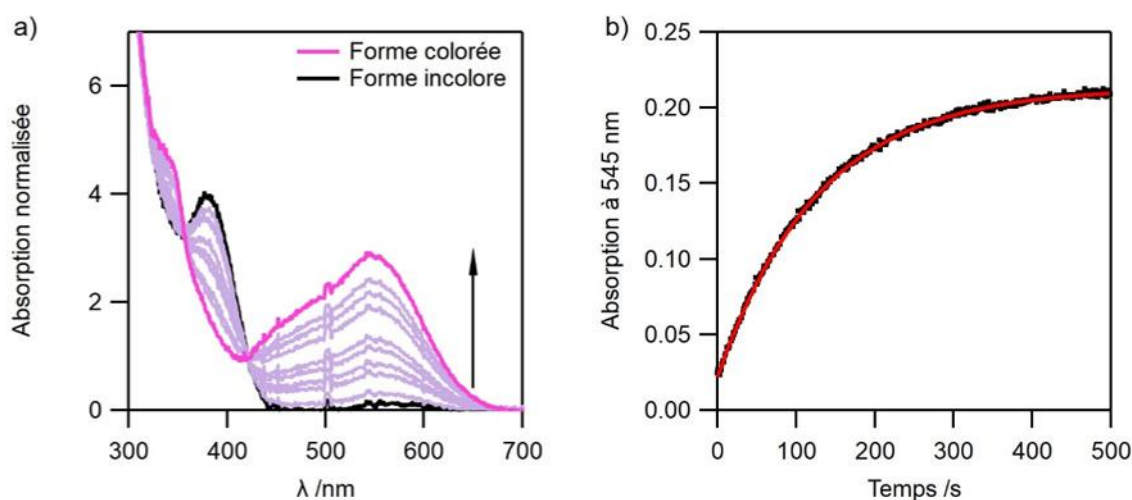 a)
Absorption normalisée
6
4
2
0
300 400 500 600 700
λ /nm
Forme colorée
Forme incolore
b)
Absorption à 545 nm
0.25
0.20
0.15
0.10
0.05
0.00
0 100 200 300 400 500
Temps /s